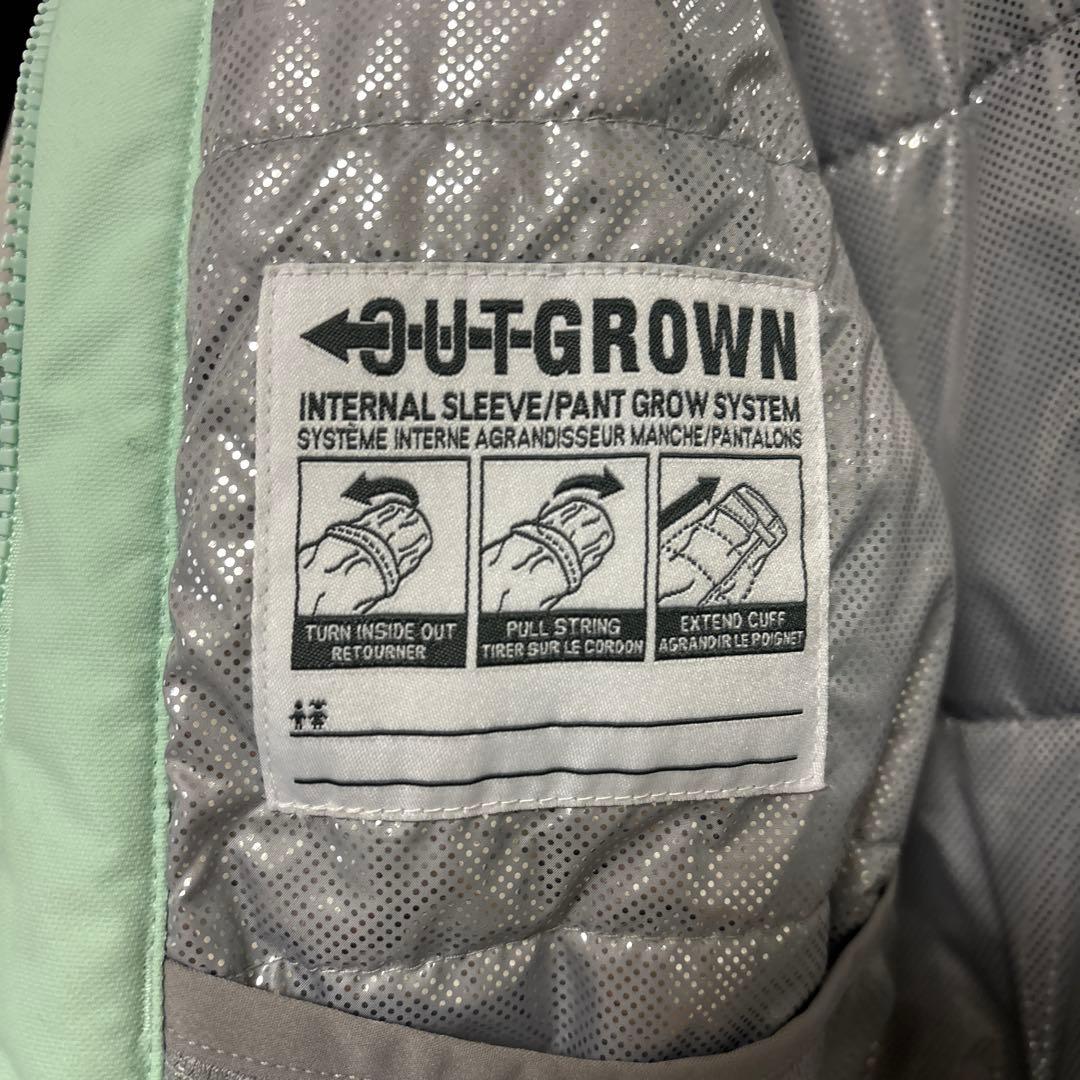 OUTGROWN
INTERNAL SLEEVE/PANT GROW SYSTEM
SYSTÈME INTERNE AGRANDISSEUR MANCHE/PANTALONS
TURN INSIDE OUT
RETOURNER
PULL STRING
TIRER SUR LE CORDON
EXTEND CUFF
AGRANDIR LE POIGNET